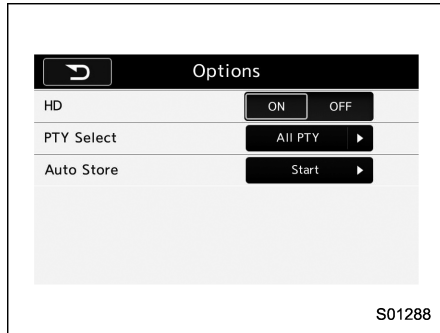 Options
HD ON OFF
PTY Select All PTY
Auto Store Start
S01288